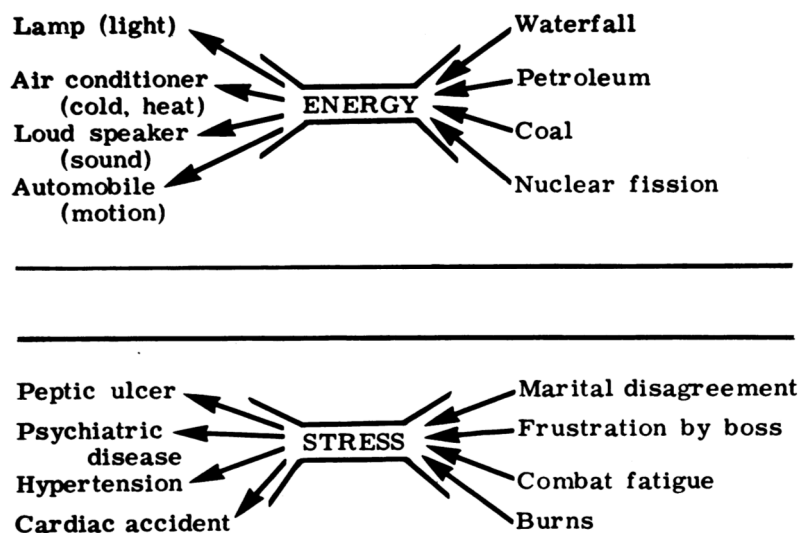 Lamp (light)
Air conditioner
(cold, heat)
Loud speaker
(sound)
Automobile
(motion)
ENERGY
Waterfall
Petroleum
Coal
Nuclear fission
Peptic ulcer
Psychiatric
disease
Hypertension
Cardiac accident
STRESS
Marital disagreement
Frustration by boss
Combat fatigue
Burns